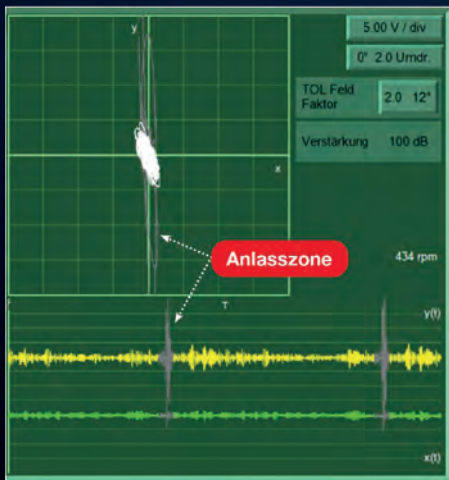 y
5.00 V / div
0° 2.0 Umdr.
TOL Feld
Faktor
2.0 12°
Verstärkung 100 dB
x
Anlasszone
434 rpm
T
y(t)
x(t)